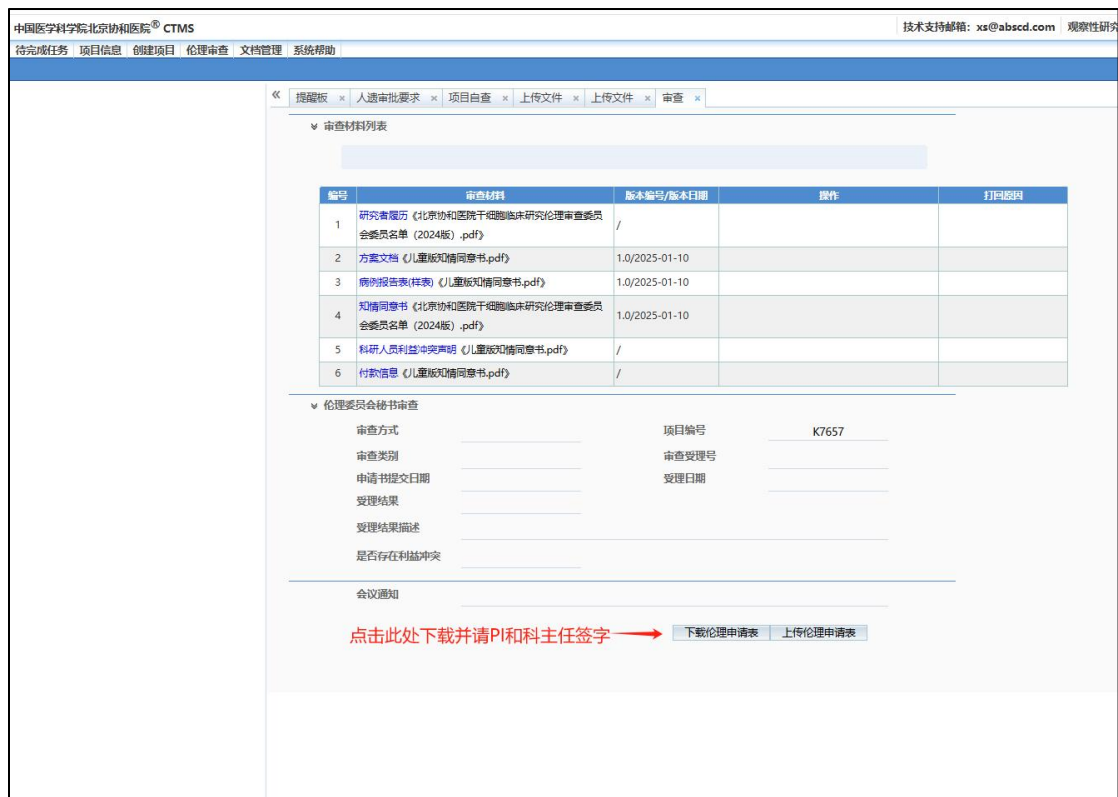 中国医学科学院北京协和医院® CTMS
技术支持邮箱: xs@abscd.com 观察性研究
待完成任务 项目信息 创建项目 伦理审查 文档管理 系统帮助
« 提醒板 × 人遗审批要求 × 项目自查 × 上传文件 × 上传文件 × 审查 ×
审查材料列表
编号 审查材料 版本编号/版本日期 操作 打回原因
1 研究者履历《北京协和医院干细胞临床研究伦理审查委员
会委员名单（2024版）.pdf》 /
2 方案文档《儿童版知情同意书.pdf》 1.0/2025-01-10
3 病例报告表(样表)《儿童版知情同意书.pdf》 1.0/2025-01-10
4 知情同意书《北京协和医院干细胞临床研究伦理审查委员
会委员名单（2024版）.pdf》 1.0/2025-01-10
5 科研人员利益冲突声明《儿童版知情同意书.pdf》 /
6 付款信息《儿童版知情同意书.pdf》 /
伦理委员会秘书审查
审查方式 项目编号 K7657
审查类别 审查受理号
申请书提交日期 受理日期
受理结果
受理结果描述
是否存在利益冲突
会议通知
点击此处下载并请PI和科主任签字 下载伦理申请表 上传伦理申请表